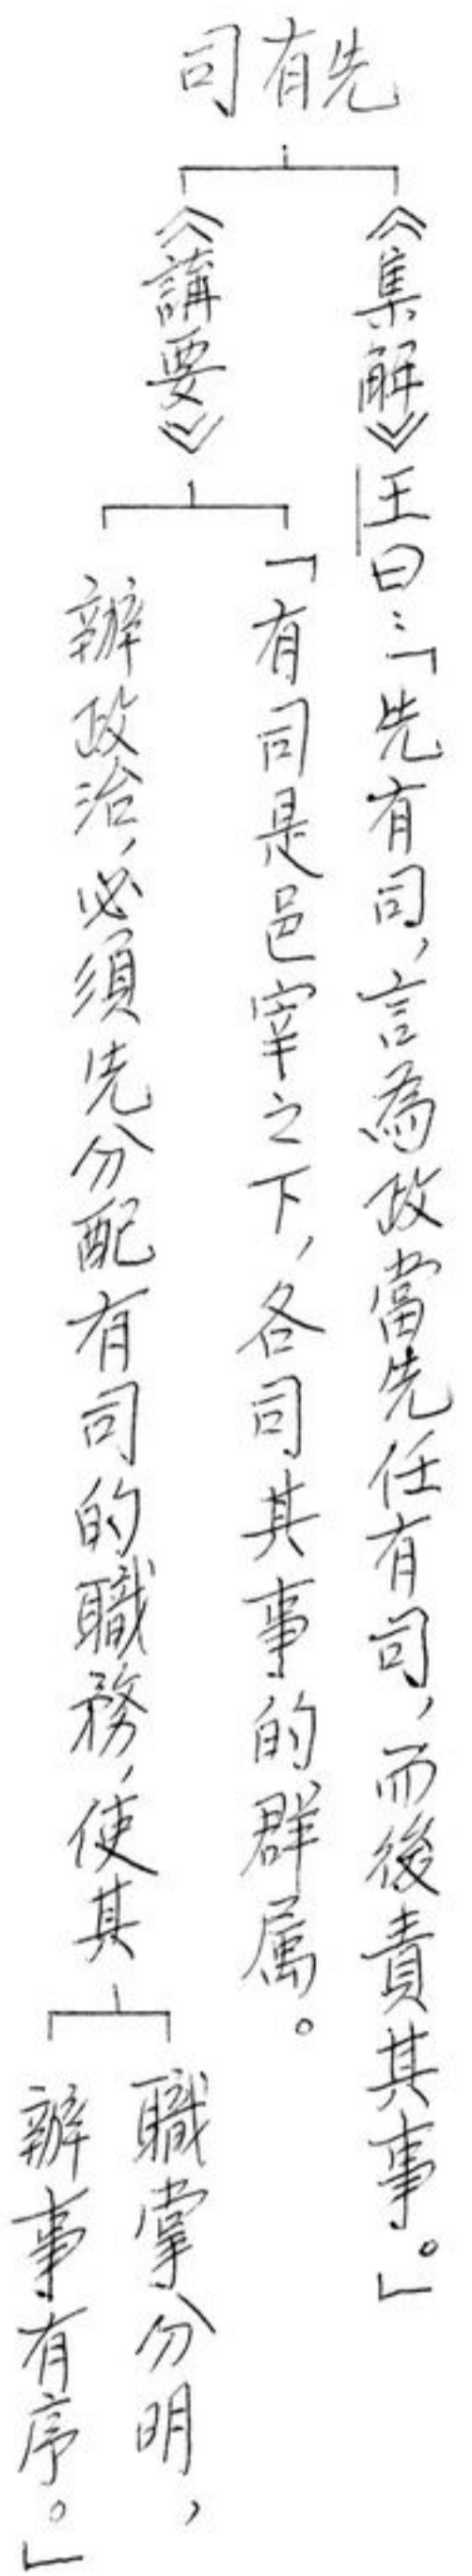 先有司
《集解》王曰：「先有司，言為政當先任有司，而後責其事。」
《講要》
「有司是邑宰之下，各司其事的群属。
辦政治，必須先分配有司的職務，使其
職掌分明，
辦事有序。」